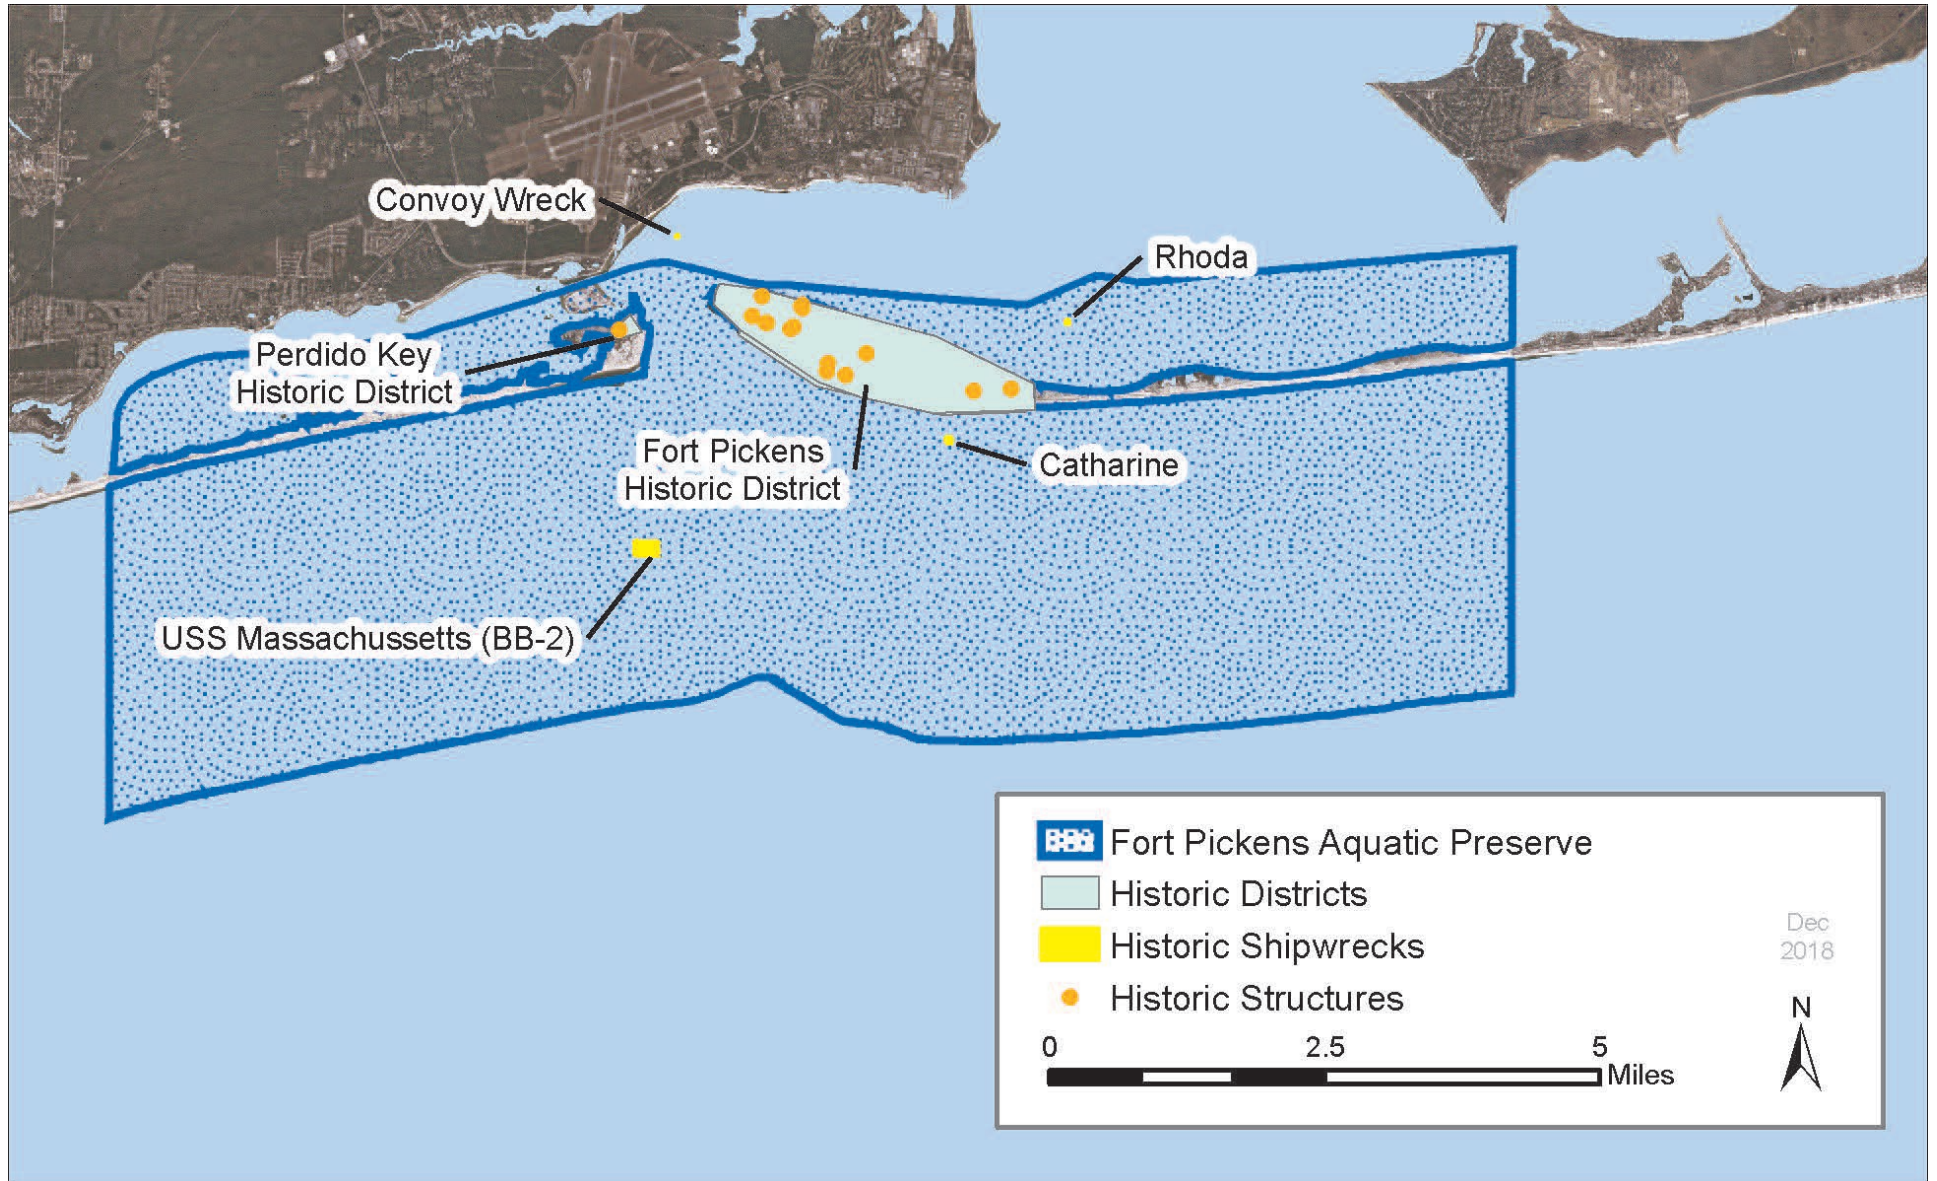 Convoy Wreck
Rhoda
Perdido Key
Historic District
Fort Pickens
Historic District
Catharine
USS Massachussetts (BB-2)
Fort Pickens Aquatic Preserve
Historic Districts
Historic Shipwrecks
Historic Structures
Dec
2018
N
0 2.5 5
Miles